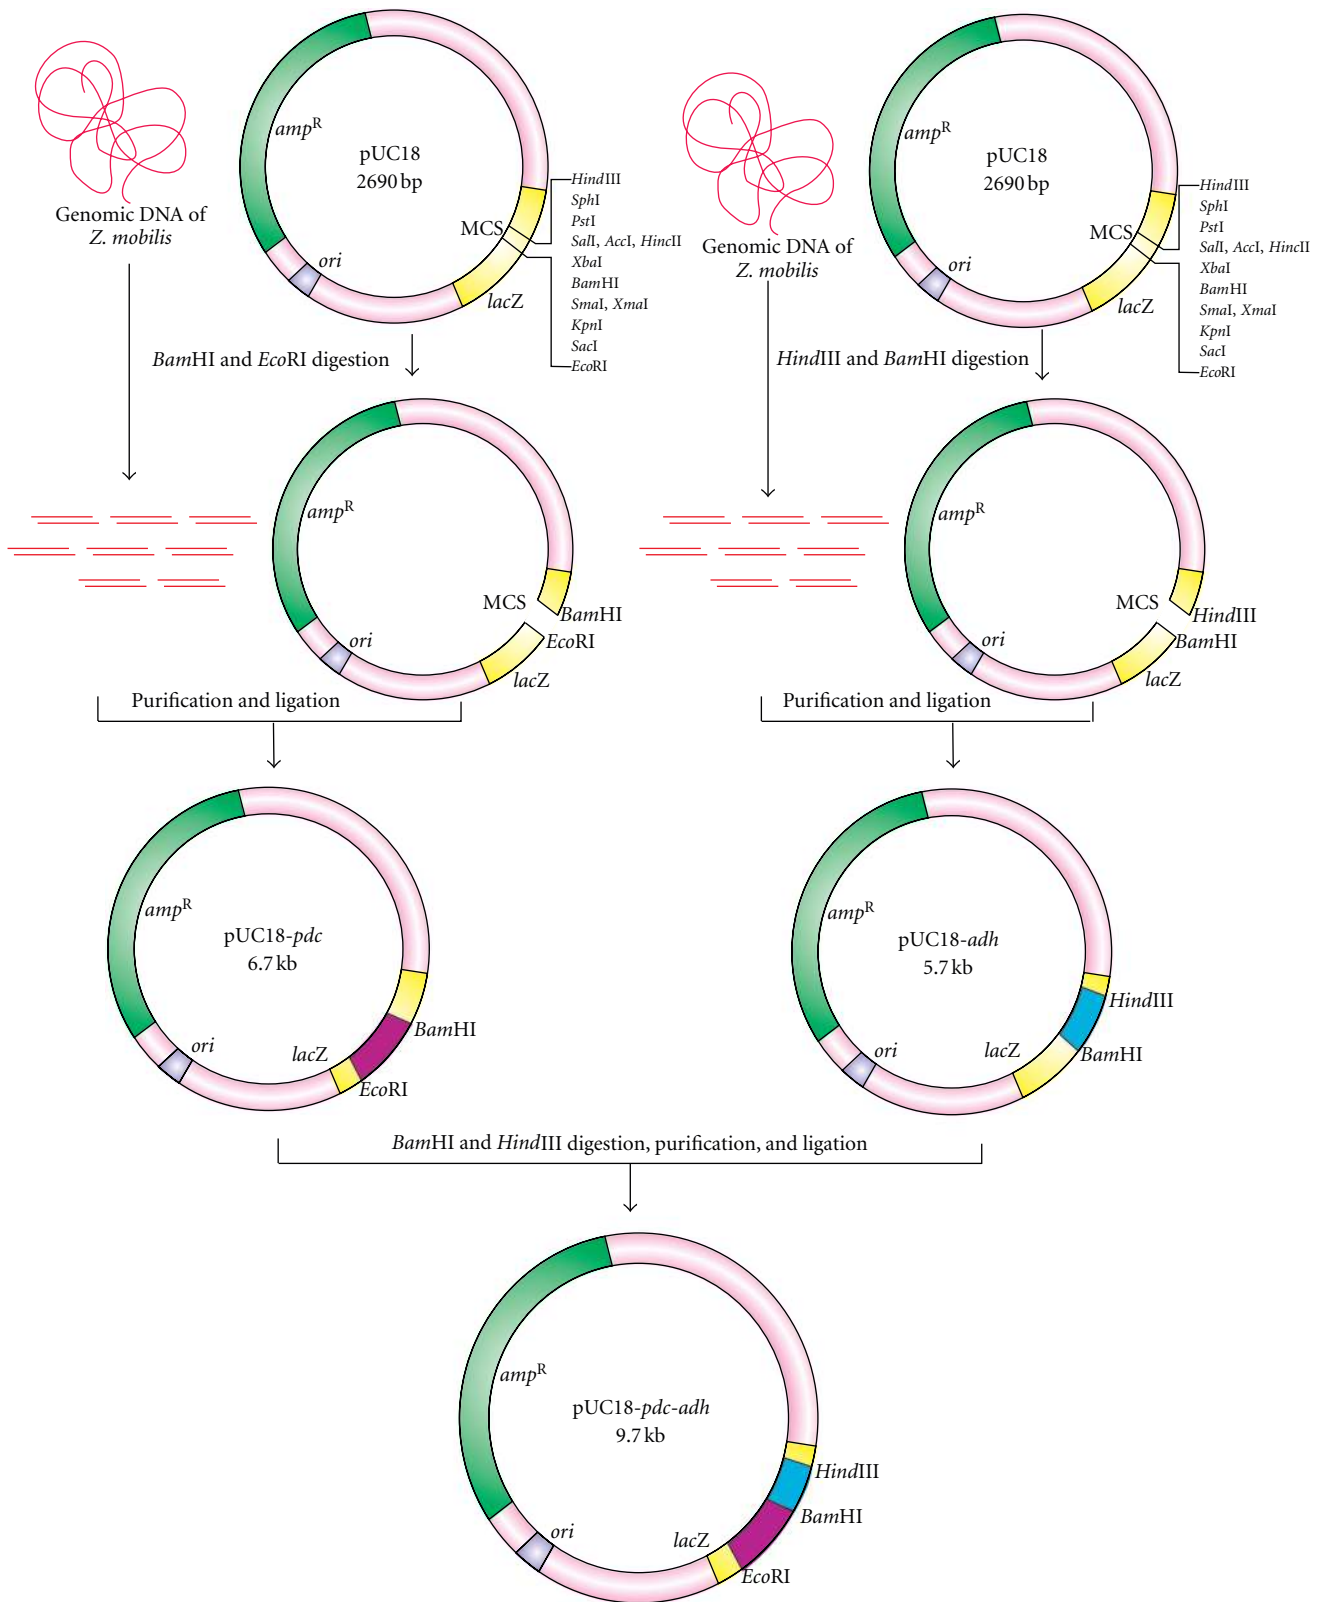 amp^R
pUC18
2690 bp
Genomic DNA of
Z. mobilis
MCS
ori
lacZ
HindIII
SphI
PstI
SalI, AccI, HincII
XbaI
BamHI
SmaI, XmaI
KpnI
SacI
EcoRI
BamHI and EcoRI digestion
amp^R
pUC18
2690 bp
Genomic DNA of
Z. mobilis
MCS
ori
lacZ
HindIII
SphI
PstI
SalI, AccI, HincII
XbaI
BamHI
SmaI, XmaI
KpnI
SacI
EcoRI
HindIII and BamHI digestion
amp^R
MCS
BamHI
EcoRI
ori
lacZ
Purification and ligation
amp^R
MCS
HindIII
BamHI
ori
lacZ
Purification and ligation
amp^R
pUC18-pdc
6.7 kb
BamHI
ori
lacZ
EcoRI
amp^R
pUC18-adh
5.7 kb
HindIII
BamHI
ori
lacZ
BamHI and HindIII digestion, purification, and ligation
amp^R
pUC18-pdc-adh
9.7 kb
HindIII
BamHI
ori
lacZ
EcoRI